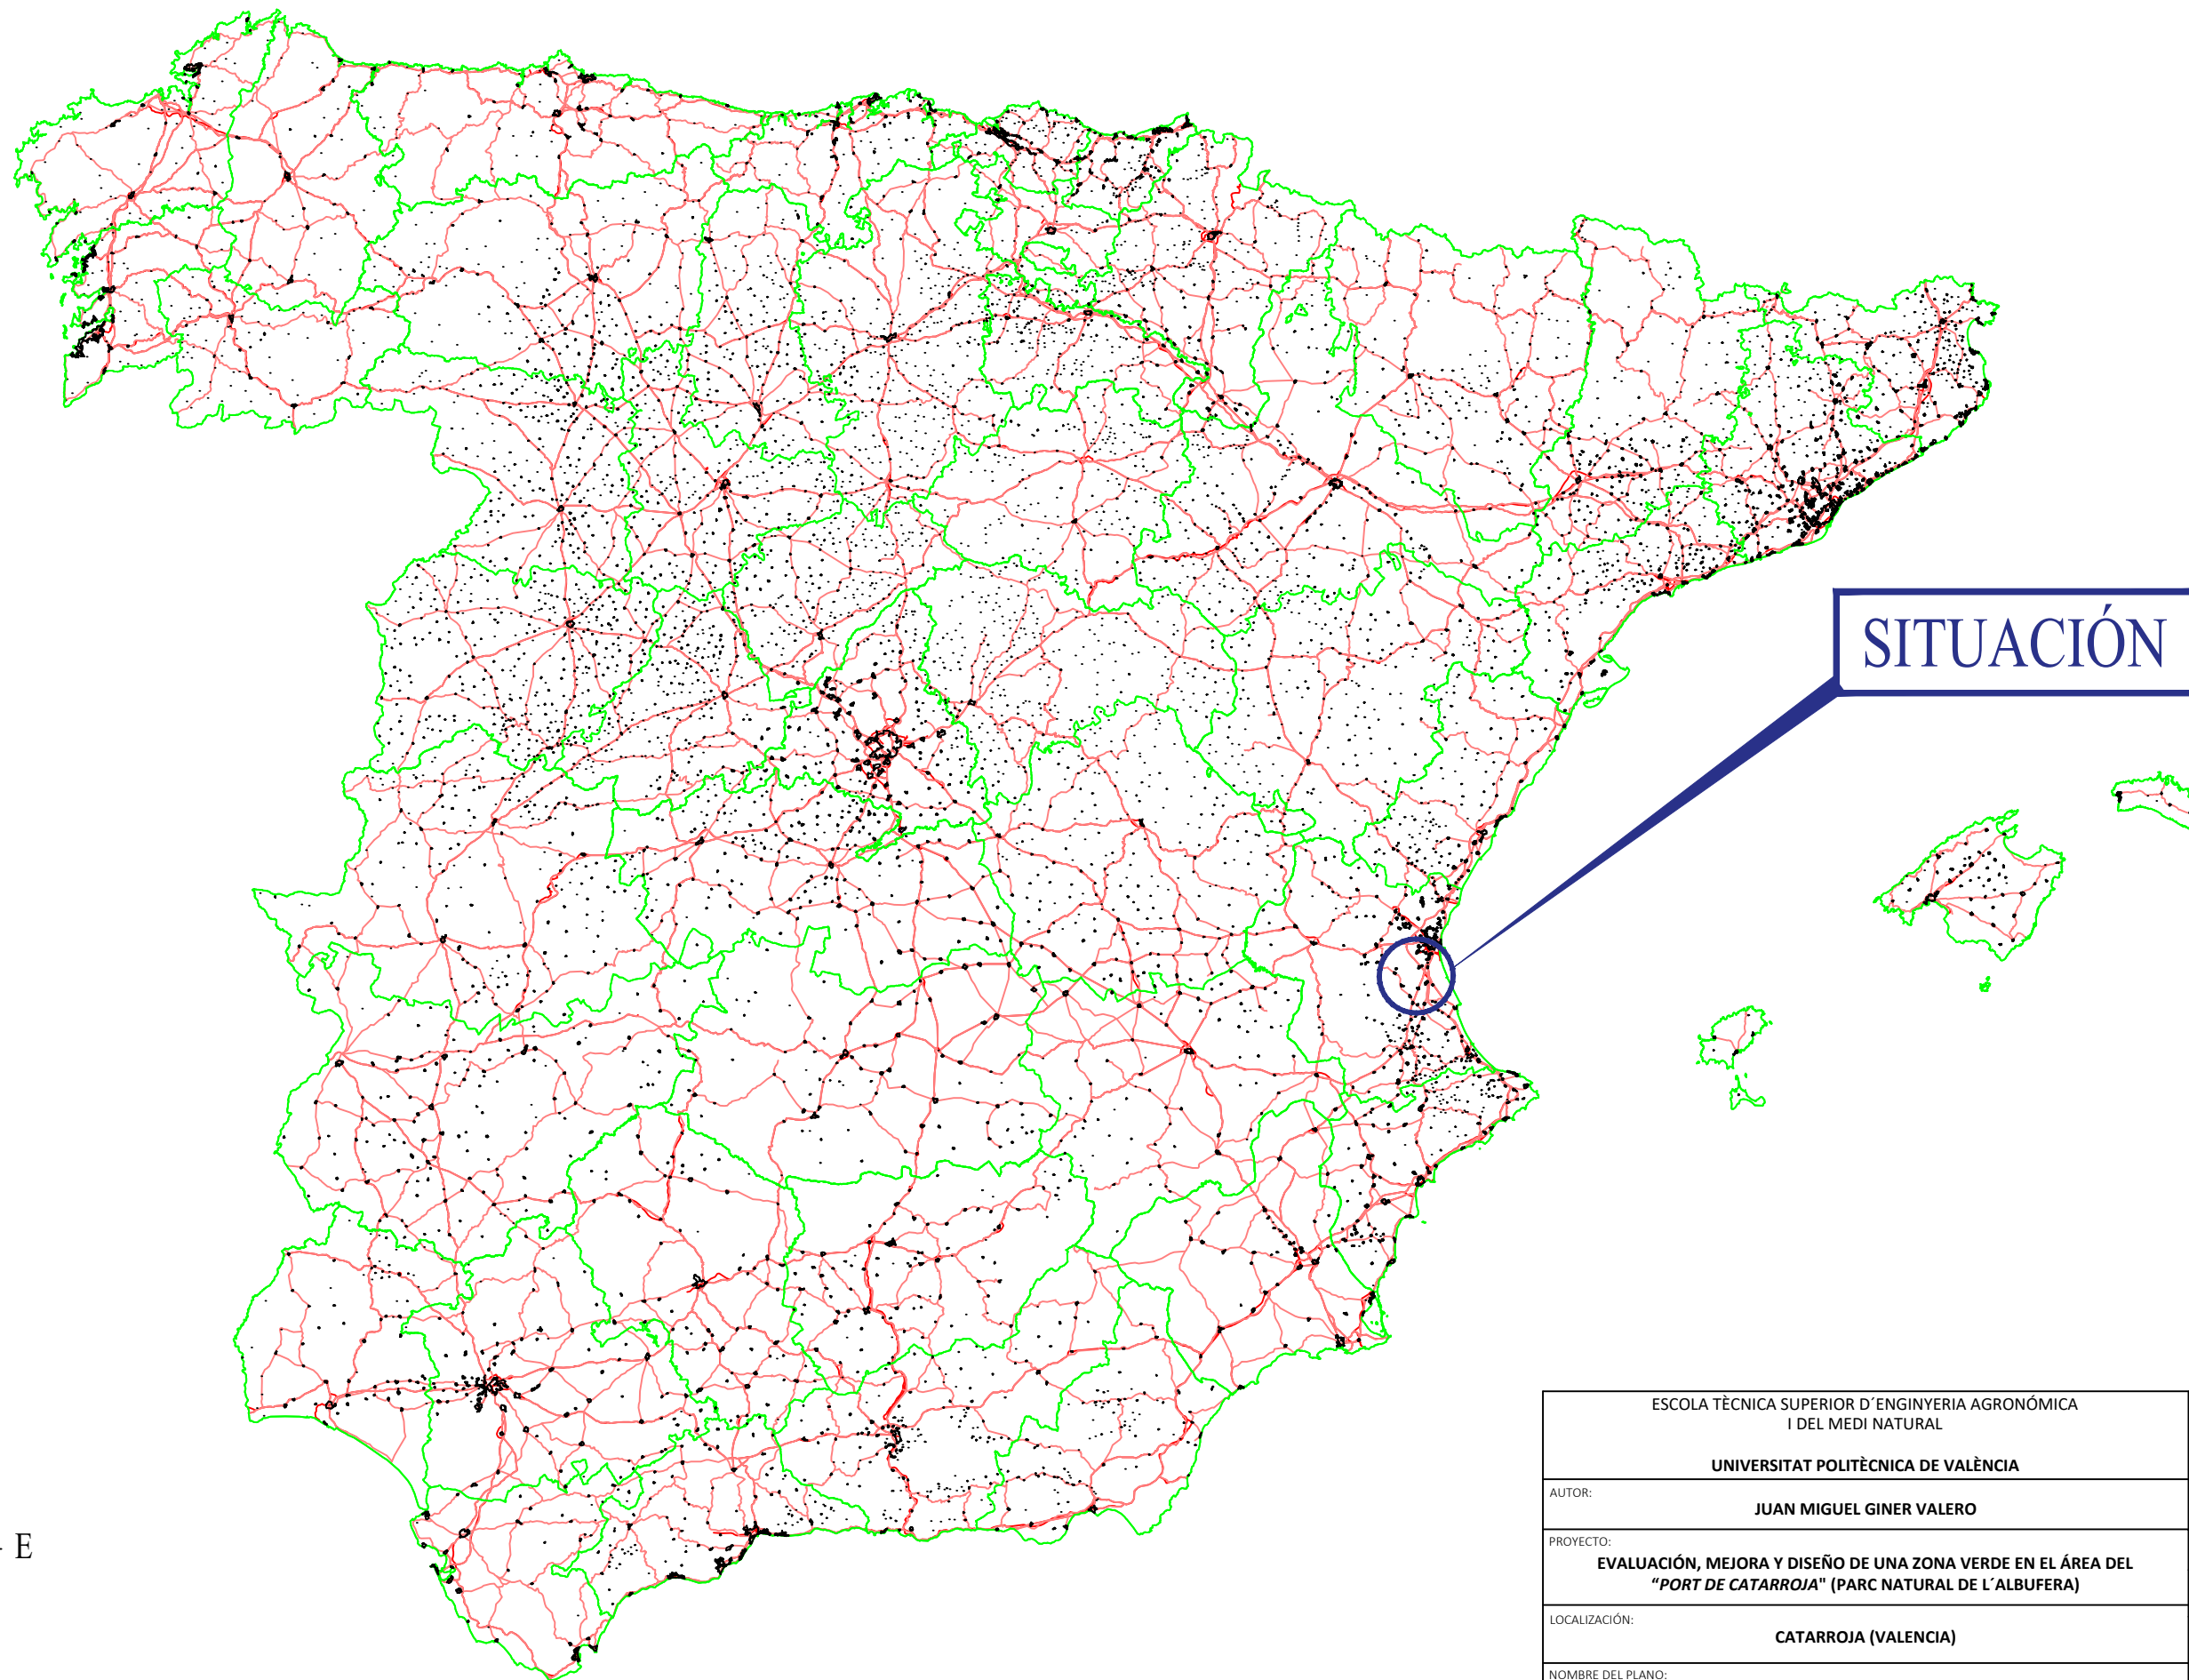 SITUACIÓN
E
ESCOLA TÈCNICA SUPERIOR D´ENGINYERIA AGRONÓMICA
I DEL MEDI NATURAL
UNIVERSITAT POLITÈCNICA DE VALÈNCIA
AUTOR:
JUAN MIGUEL GINER VALERO
PROYECTO:
EVALUACIÓN, MEJORA Y DISEÑO DE UNA ZONA VERDE EN EL ÁREA DEL
“PORT DE CATARROJA" (PARC NATURAL DE L´ALBUFERA)
LOCALIZACIÓN:
CATARROJA (VALENCIA)
NOMBRE DEL PLANO: